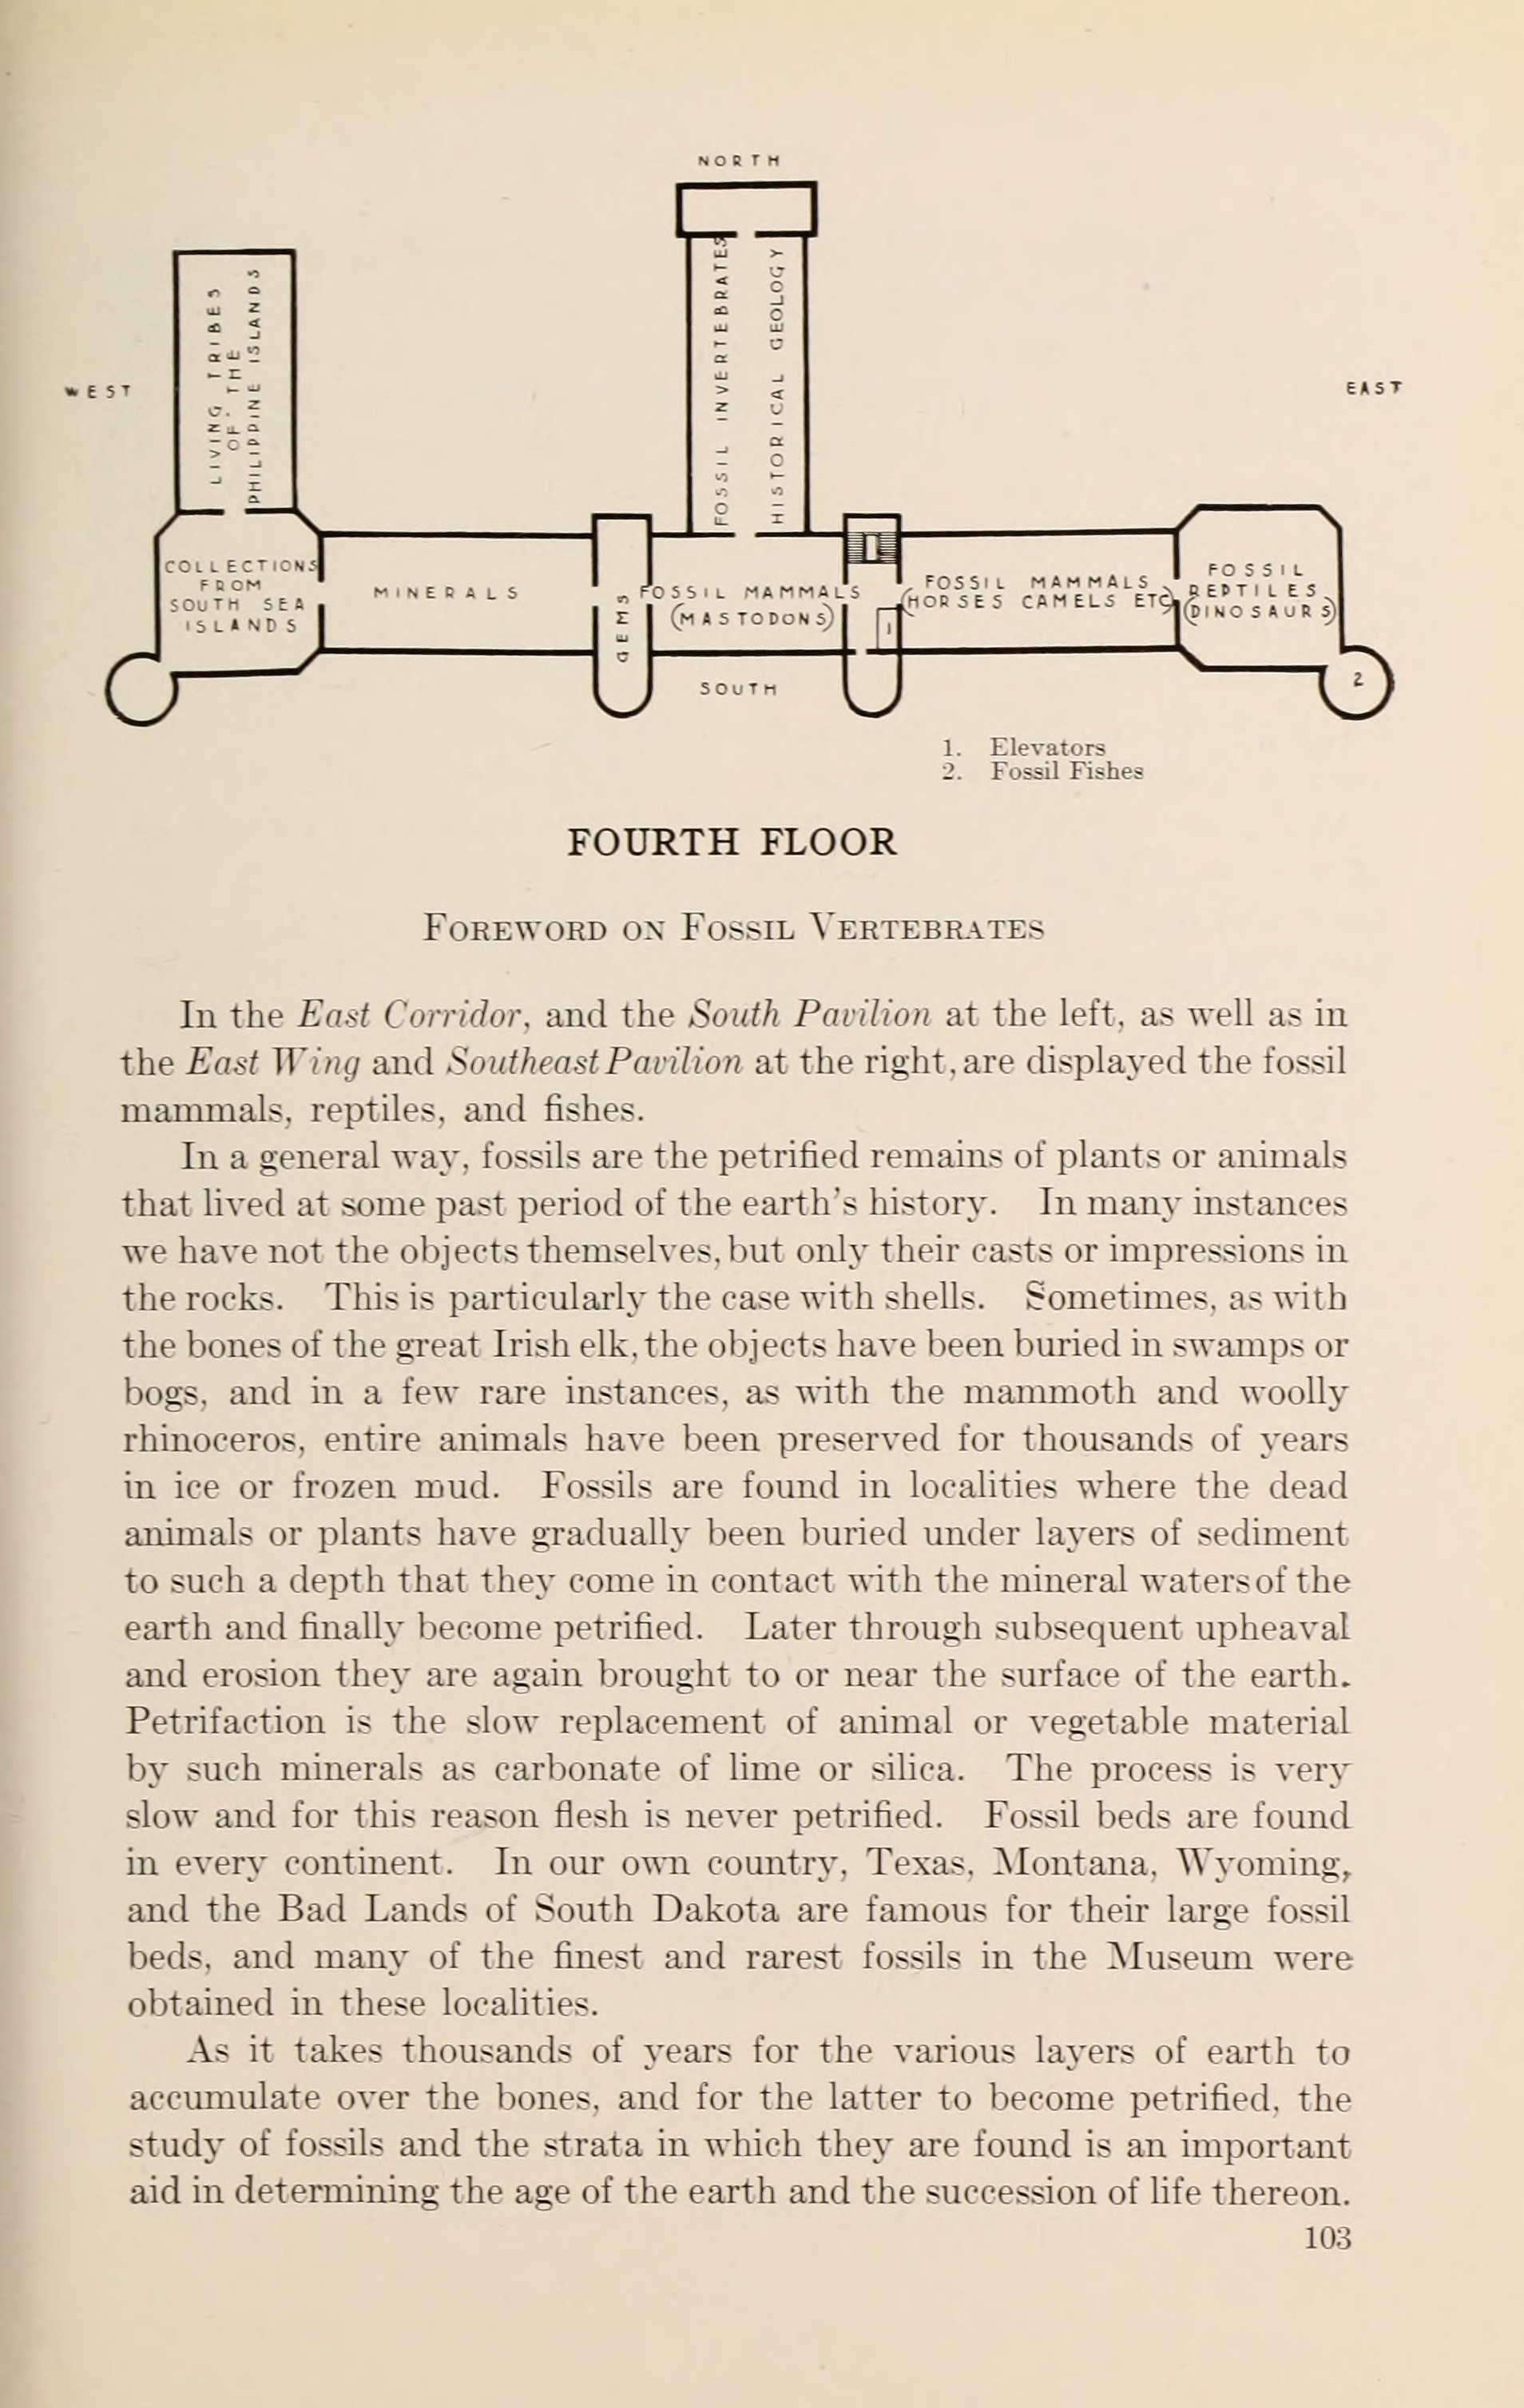 NORTH
WEST
EAST
LIVING TRIBES
OF THE
PHILIPPINE ISLANDS
FOSSIL INVERTEBRATES
HISTORICAL GEOLOGY
COLLECTIONS
FROM
SOUTH SEA
ISLANDS
MINERALS
GEMS
FOSSIL MAMMALS
(MASTODONS)
1
1
FOSSIL MAMMALS
(HORSES CAMELS ETC)
FOSSIL
REPTILES
(DINOSAURS)
2
SOUTH
1. Elevators
2. Fossil Fishes
FOURTH FLOOR
FOREWORD ON FOSSIL VERTEBRATES
In the East Corridor, and the South Pavilion at the left, as well as in
the East Wing and Southeast Pavilion at the right, are displayed the fossil
mammals, reptiles, and fishes.
In a general way, fossils are the petrified remains of plants or animals
that lived at some past period of the earth's history. In many instances
we have not the objects themselves, but only their casts or impressions in
the rocks. This is particularly the case with shells. Sometimes, as with
the bones of the great Irish elk, the objects have been buried in swamps or
bogs, and in a few rare instances, as with the mammoth and woolly
rhinoceros, entire animals have been preserved for thousands of years
in ice or frozen mud. Fossils are found in localities where the dead
animals or plants have gradually been buried under layers of sediment
to such a depth that they come in contact with the mineral waters of the
earth and finally become petrified. Later through subsequent upheaval
and erosion they are again brought to or near the surface of the earth.
Petrifaction is the slow replacement of animal or vegetable material
by such minerals as carbonate of lime or silica. The process is very
slow and for this reason flesh is never petrified. Fossil beds are found
in every continent. In our own country, Texas, Montana, Wyoming,
and the Bad Lands of South Dakota are famous for their large fossil
beds, and many of the finest and rarest fossils in the Museum were
obtained in these localities.
As it takes thousands of years for the various layers of earth to
accumulate over the bones, and for the latter to become petrified, the
study of fossils and the strata in which they are found is an important
aid in determining the age of the earth and the succession of life thereon.
103